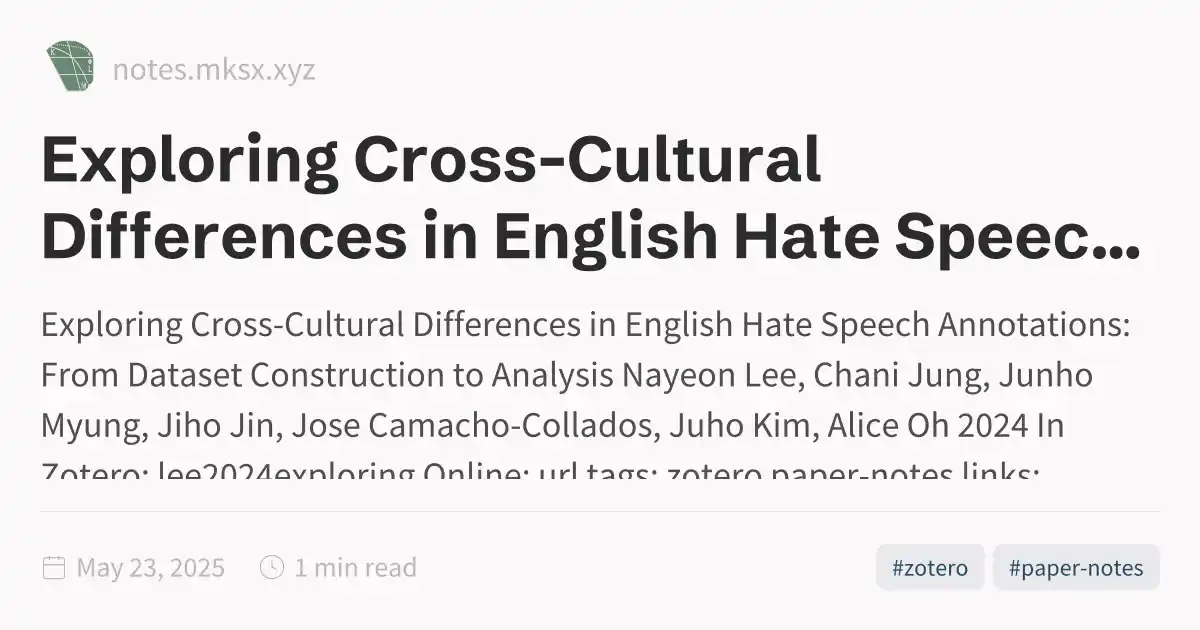 notes.mksx.xyz
Exploring Cross-Cultural
Differences in English Hate Speec...
Exploring Cross-Cultural Differences in English Hate Speech Annotations:
From Dataset Construction to Analysis Nayeon Lee, Chani Jung, Junho
Myung, Jiho Jin, Jose Camacho-Collados, Juho Kim, Alice Oh 2024 In
Zotero: lee2024exploring Online: url tags: zotero paper-notes links:
May 23, 2025
1 min read
#zotero
#paper-notes